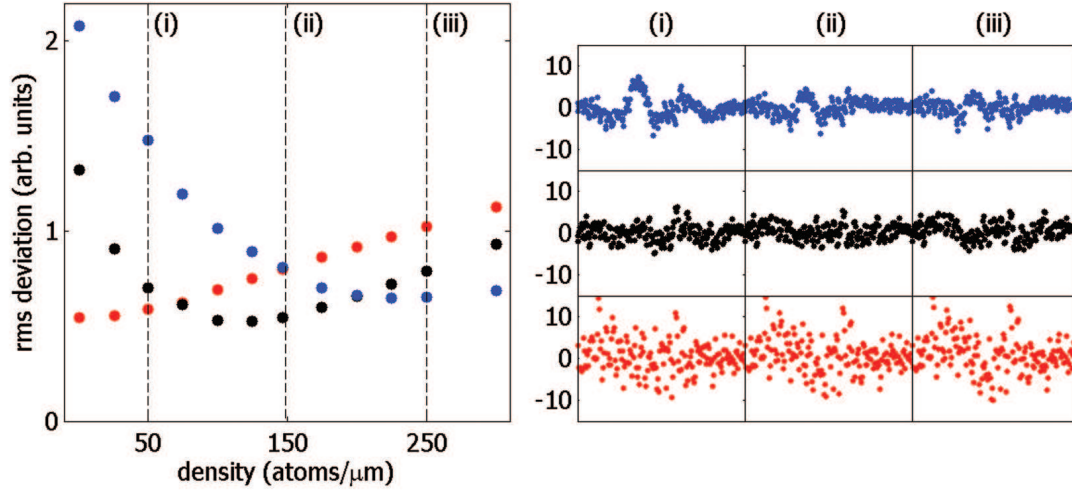 (i) (ii) (iii)
2
1
0
50 150 250
rms deviation (arb. units)
density (atoms/μm)
(i) (ii) (iii)
10
0
-10
10
0
-10
10
0
-10